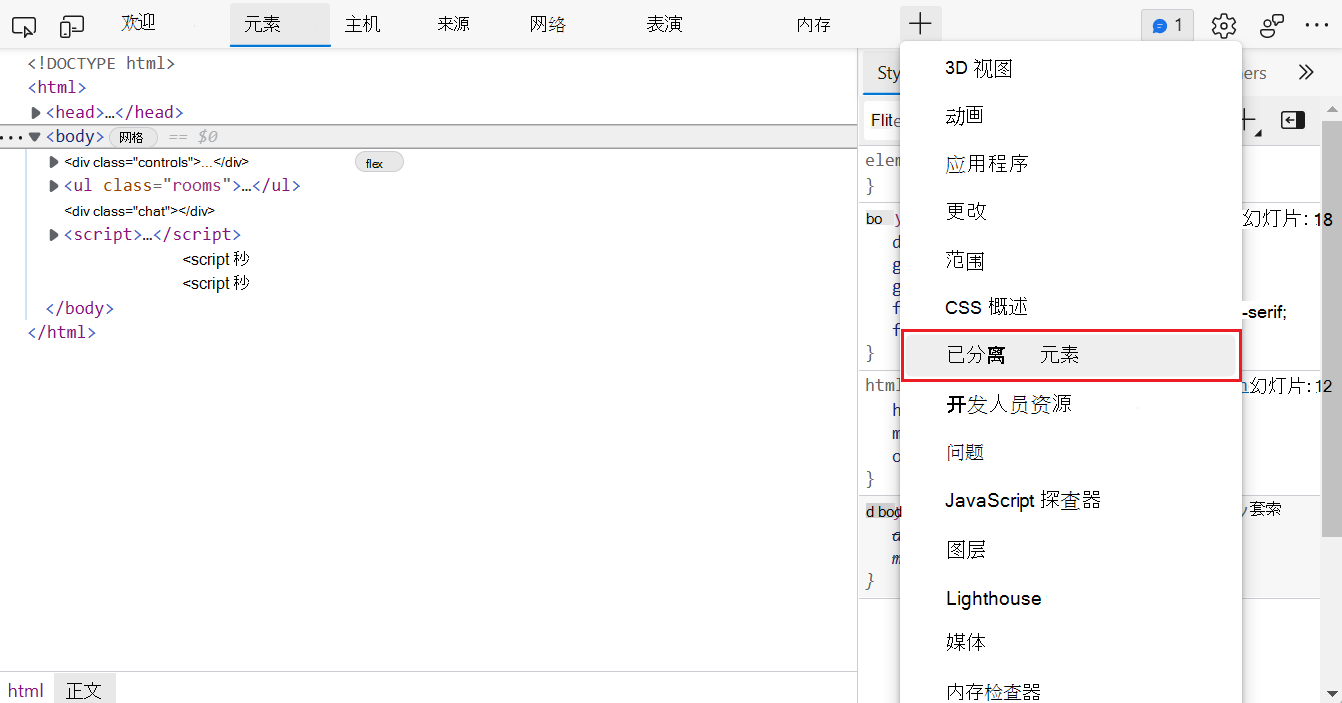 欢迎 元素 主机 来源 网络 表演 内存 1
<!DOCTYPE html>
<html>
<head>…</head>
<body> 网格 == $0
<div class="controls">…</div> flex
<ul class="rooms">…</ul>
<div class="chat"></div>
<script>…</script>
<script 秒
<script 秒
</body>
</html>
html 正文
3D 视图
动画
应用程序
更改
范围
CSS 概述
已分离 元素
开发人员资源
问题
JavaScript 探查器
图层
Lighthouse
媒体
内存检查器
Sty ers
Flite
elem
}
bo y 幻灯片: 18
d
g
g
f -serif;
f
}
html 幻灯片: 12
h
m
o
}
d body 套索
d
m
}